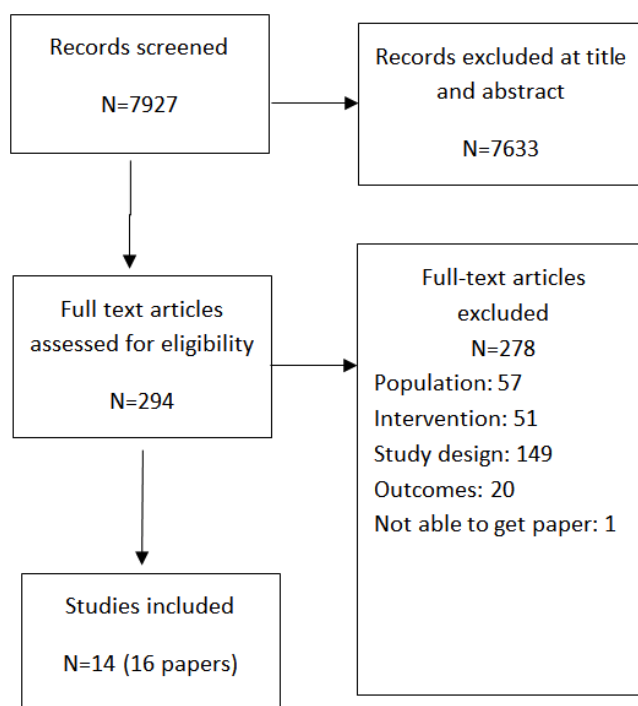 Records screened
N=7927
Records excluded at title
and abstract
N=7633
Full text articles
assessed for eligibility
N=294
Full-text articles
excluded
N=278
Population: 57
Intervention: 51
Study design: 149
Outcomes: 20
Not able to get paper: 1
Studies included
N=14 (16 papers)